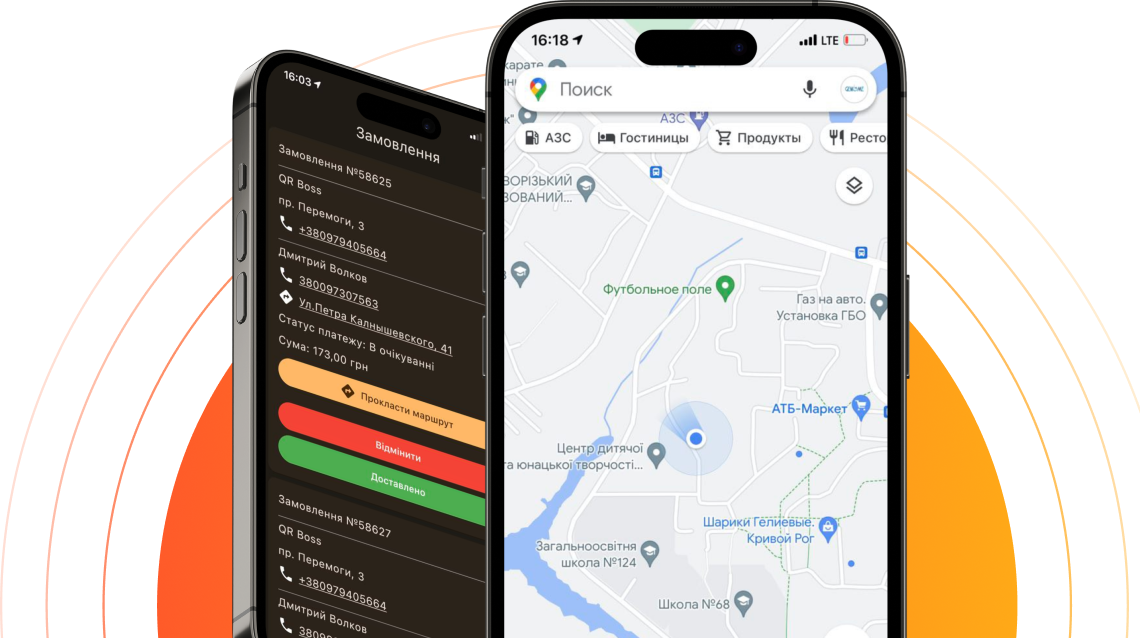 16:03
Замовлення
Замовлення №58625
QR Boss
пр. Перемоги, 3
+380979405664
Дмитрий Волков
380097307563
Ул.Петра Калнышевского, 41
Статус платежу: В очікуванні
Сума: 173,00 грн
Прокласти маршрут
Відмінити
Доставлено
Замовлення №58627
QR Boss
пр. Перемоги, 3
+380979405664
Дмитрий Волков
38009
16:18
LTE
карате
Поиск
АЗС
АЗС
Гостиницы
Продукты
Ресто
ВОРІЗЬКИЙ
ЗОВАНИЙ...
Футбольное поле
Газ на авто.
Установка ГБО
АТБ-Маркет
Центр дитячої
та юнацької творчості...
Шарики Гелиевые.
Кривой Рог
Загальноосвітня
школа №124
Школа №68